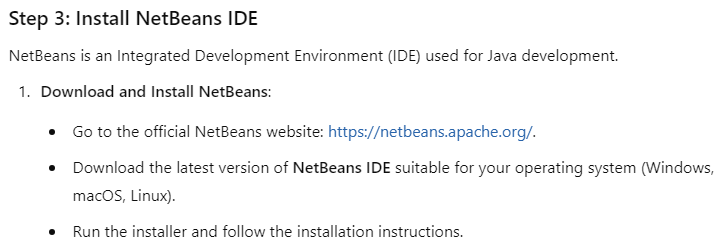 Step 3: Install NetBeans IDE
NetBeans is an Integrated Development Environment (IDE) used for Java development.
1. Download and Install NetBeans:
• Go to the official NetBeans website: https://netbeans.apache.org/.
• Download the latest version of NetBeans IDE suitable for your operating system (Windows,
macOS, Linux).
• Run the installer and follow the installation instructions.